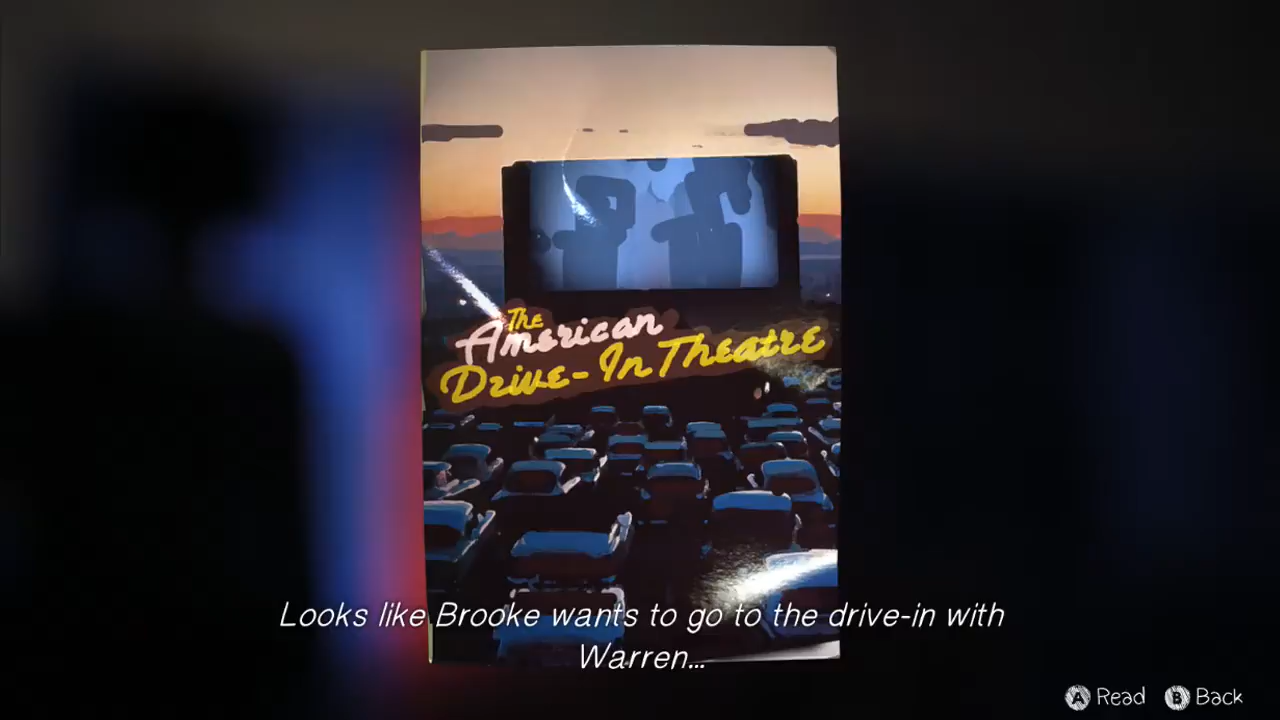 The
American
Drive-In Theatre
Looks like Brooke wants to go to the drive-in with
Warren...
A Read B Back